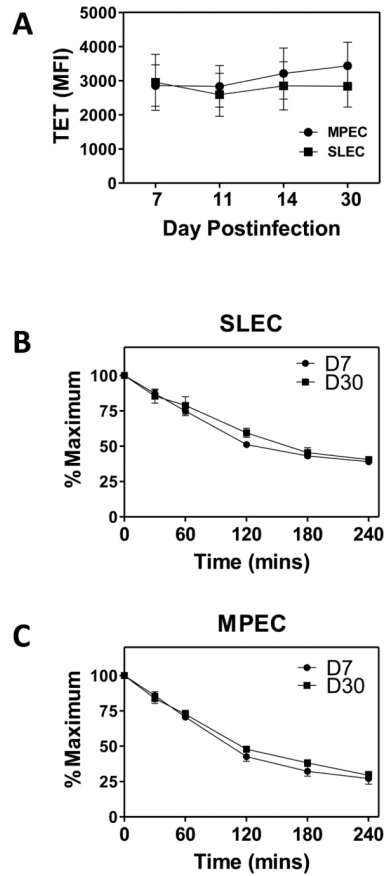 A
TET (MFI)
5000
4000
3000
2000
1000
0
MPEC
SLEC
7 11 14 30
Day Postinfection
SLEC
B
D7
D30
% Maximum
100
75
50
25
0
0 60 120 180 240
Time (mins)
MPEC
C
D7
D30
% Maximum
100
75
50
25
0
0 60 120 180 240
Time (mins)